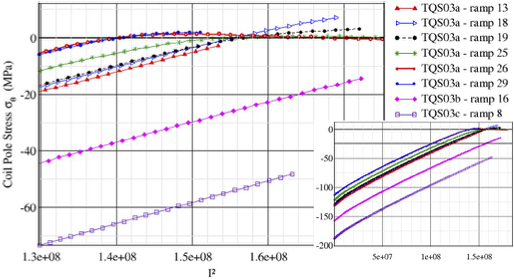 TQS03a - ramp 13
TQS03a - ramp 18
TQS03a - ramp 19
TQS03a - ramp 25
TQS03a - ramp 26
TQS03a - ramp 29
TQS03b - ramp 16
TQS03c - ramp 8
Coil Pole Stress σθ (MPa)
0
-20
-40
-60
1.3e+08
1.4e+08
1.5e+08
1.6e+08
I²
0
-50
-100
-150
-200
5e+07
1e+08
1.5e+08